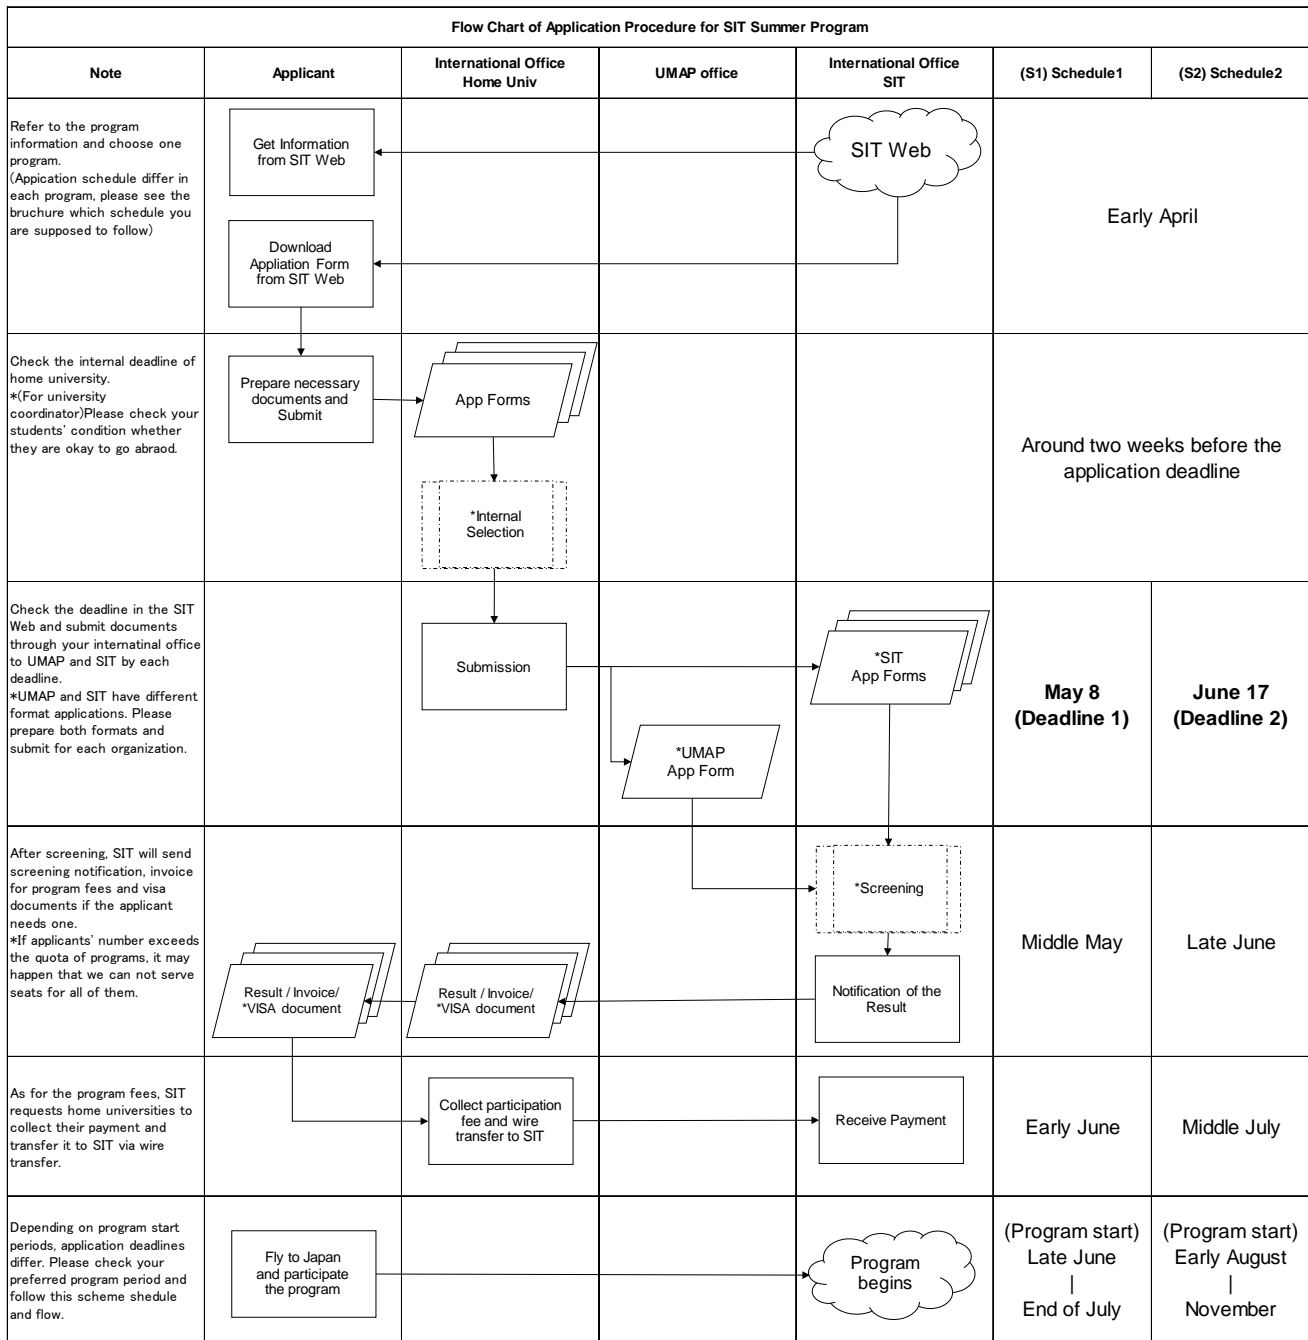 Flow Chart of Application Procedure for SIT Summer Program
Note
Applicant
International Office
Home Univ
UMAP office
International Office
SIT
(S1) Schedule1
(S2) Schedule2
Refer to the program
information and choose one
program.
(Appication schedule differ in
each program, please see the
bruchure which schedule you
are supposed to follow)
Get Information
from SIT Web
SIT Web
Download
Appliation Form
from SIT Web
Early April
Check the internal deadline of
home university.
*(For university
coordinator)Please check your
students' condition whether
they are okay to go abraod.
Prepare necessary
documents and
Submit
App Forms
*Internal
Selection
Around two weeks before the
application deadline
Check the deadline in the SIT
Web and submit documents
through your internatinal office
to UMAP and SIT by each
deadline.
*UMAP and SIT have different
format applications. Please
prepare both formats and
submit for each organization.
Submission
*UMAP
App Form
*SIT
App Forms
May 8
(Deadline 1)
June 17
(Deadline 2)
After screening, SIT will send
screening notification, invoice
for program fees and visa
documents if the applicant
needs one.
*If applicants' number exceeds
the quota of programs, it may
happen that we can not serve
seats for all of them.
Result / Invoice/
*VISA document
Result / Invoice/
*VISA document
*Screening
Notification of the
Result
Middle May
Late June
As for the program fees, SIT
requests home universities to
collect their payment and
transfer it to SIT via wire
transfer.
Collect participation
fee and wire
transfer to SIT
Receive Payment
Early June
Middle July
Depending on program start
periods, application deadlines
differ. Please check your
preferred program period and
follow this scheme shedule
and flow.
Fly to Japan
and participate
the program
Program
begins
(Program start)
Late June
|
End of July
(Program start)
Early August
|
November